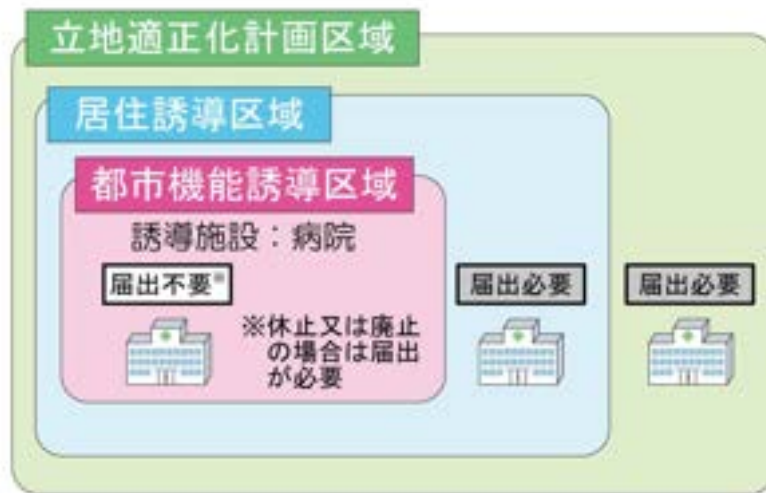 立地適正化計画区域
居住誘導区域
都市機能誘導区域
誘導施設：病院
届出不要※
※休止又は廃止
の場合は届出
が必要
届出必要
届出必要